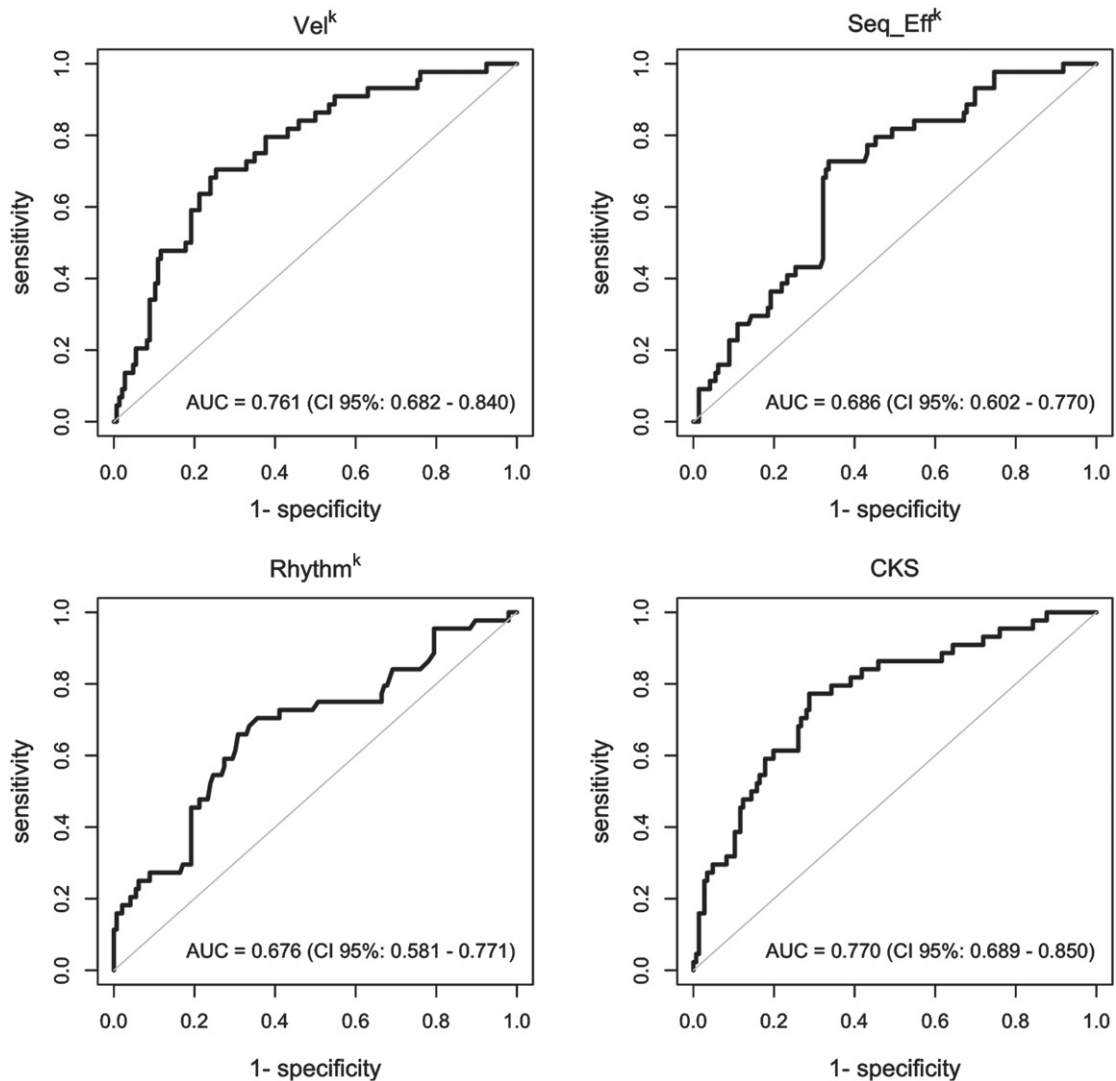 Vel^k
sensitivity
1.0
0.8
0.6
0.4
0.2
0.0
AUC = 0.761 (CI 95%: 0.682 - 0.840)
0.0 0.2 0.4 0.6 0.8 1.0
1- specificity
Seq_Eff^k
sensitivity
1.0
0.8
0.6
0.4
0.2
0.0
AUC = 0.686 (CI 95%: 0.602 - 0.770)
0.0 0.2 0.4 0.6 0.8 1.0
1- specificity
Rhythm^k
sensitivity
1.0
0.8
0.6
0.4
0.2
0.0
AUC = 0.676 (CI 95%: 0.581 - 0.771)
0.0 0.2 0.4 0.6 0.8 1.0
1- specificity
CKS
sensitivity
1.0
0.8
0.6
0.4
0.2
0.0
AUC = 0.770 (CI 95%: 0.689 - 0.850)
0.0 0.2 0.4 0.6 0.8 1.0
1- specificity